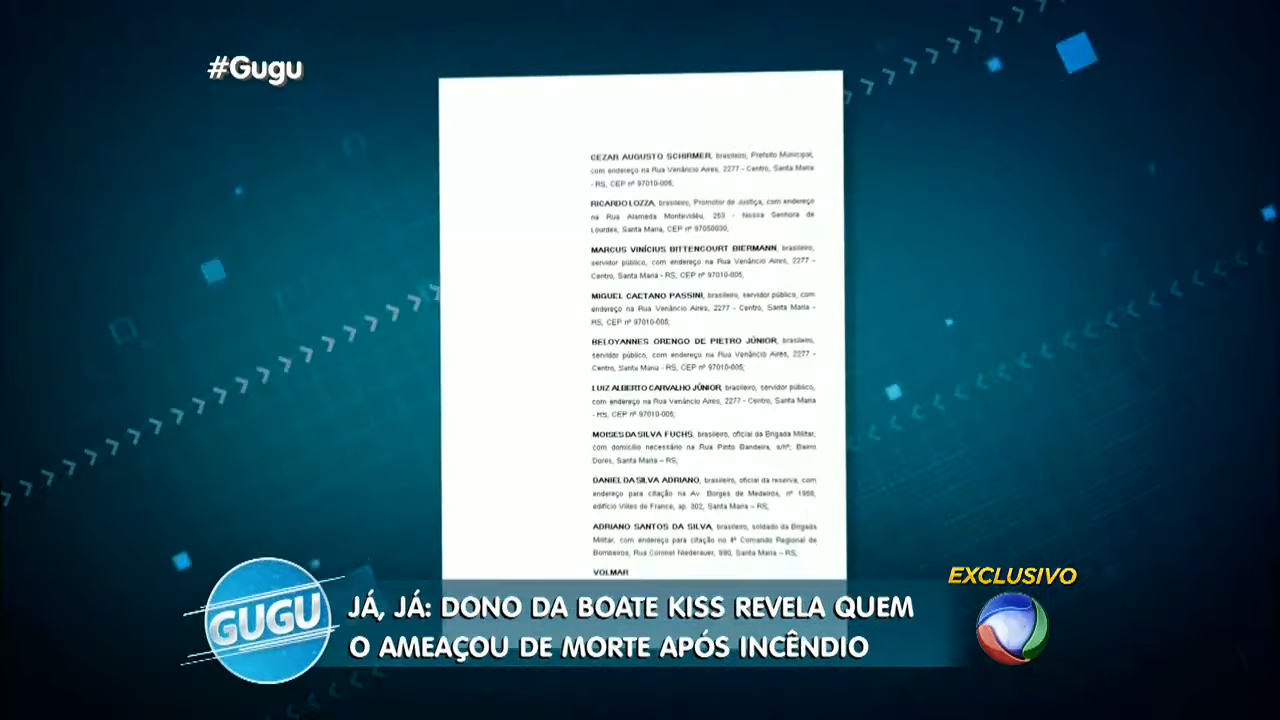 #Gugu
CEZAR AUGUSTO SCHIRMER, brasileiro, Prefeito Municipal,
com endereço na Rua Venâncio Aires, 2277 - Centro, Santa Maria
- RS, CEP nº 97010-005;
RICARDO LOZZA, brasileiro, Promotor de Justiça, com endereço
na Rua Alameda Montevidéu, 253 - Nossa Senhora de
Lourdes, Santa Maria, CEP nº 97050030;
MARCUS VINÍCIUS BITTENCOURT BIERMANN, brasileiro,
servidor público, com endereço na Rua Venâncio Aires, 2277 -
Centro, Santa Maria - RS, CEP nº 97010-005;
MIGUEL CAETANO PASSINI, brasileiro, servidor público, com
endereço na Rua Venâncio Aires, 2277 - Centro, Santa Maria -
RS, CEP nº 97010-005;
BELOYANNES ORENGO DE PIETRO JÚNIOR, brasileiro,
servidor público, com endereço na Rua Venâncio Aires, 2277 -
Centro, Santa Maria - RS, CEP nº 97010-005;
LUIZ ALBERTO CARVALHO JÚNIOR, brasileiro, servidor público,
com endereço na Rua Venâncio Aires, 2277 - Centro, Santa Maria
- RS, CEP nº 97010-005;
MOISES DA SILVA FUCHS, brasileiro, oficial da Brigada Militar,
com domicílio necessário na Rua Pinto Bandeira, s/nº, Bairro
Dores, Santa Maria – RS;
DANIEL DA SILVA ADRIANO, brasileiro, oficial da reserva, com
endereço para citação na Av. Borges de Medeiros, nº 1988,
edifício Villes de France, ap. 302, Santa Maria – RS;
ADRIANO SANTOS DA SILVA, brasileiro, soldado da Brigada
Militar, com endereço para citação no 4º Comando Regional de
Bombeiros, Rua Coronel Niederauer, 890, Santa Maria – RS;
VOLMAR
EXCLUSIVO
GUGU
JÁ, JÁ: DONO DA BOATE KISS REVELA QUEM
O AMEAÇOU DE MORTE APÓS INCÊNDIO